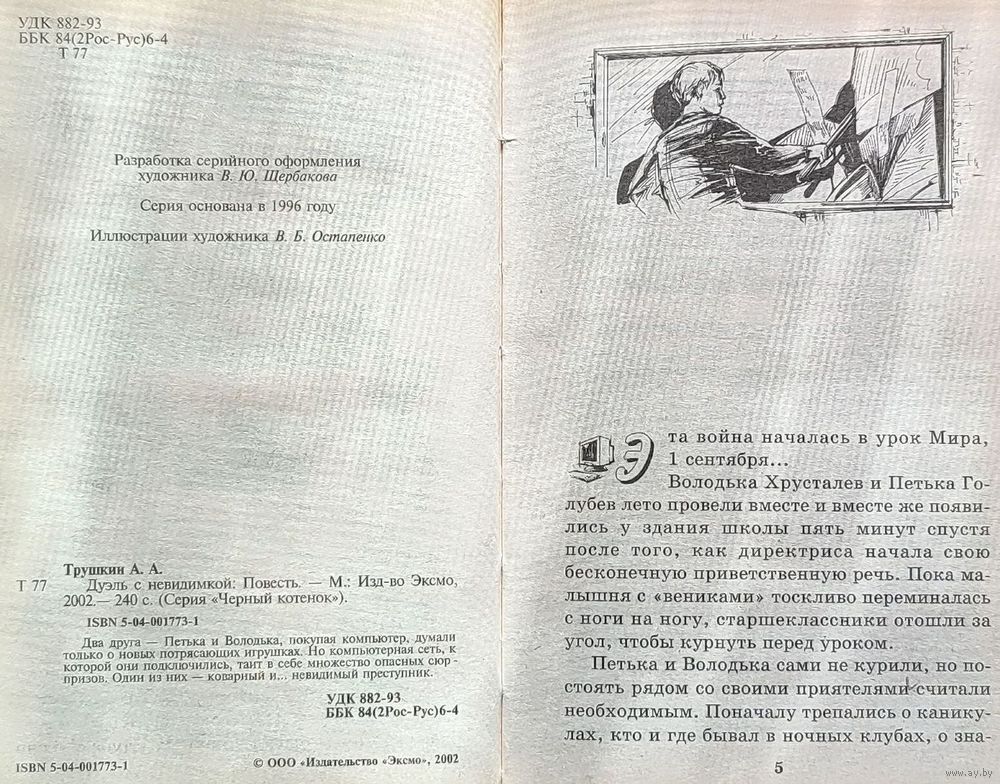 УДК 882-93
ББК 84(2Рос-Рус)6-4
Т 77
Разработка серийного оформления
художника В. Ю. Щербакова
Серия основана в 1996 году
Иллюстрации художника В. Б. Остапенко
Трушкин А. А.
Т 77 Дуэль с невидимкой: Повесть. — М.: Изд-во Эксмо,
2002.— 240 с. (Серия «Черный котенок»).
ISBN 5-04-001773-1
Два друга — Петька и Володька, покупая компьютер, думали
только о новых потрясающих игрушках. Но компьютерная сеть, к
которой они подключились, таит в себе множество опасных сюр-
призов. Один из них — коварный и... невидимый преступник.
УДК 882-93
ББК 84(2Рос-Рус)6-4
ISBN 5-04-001773-1
© ООО «Издательство «Эксмо», 2002
Эта война началась в урок Мира,
1 сентября...
Володька Хрусталев и Петька Го-
лубев лето провели вместе и вместе же появи-
лись у здания школы пять минут спустя
после того, как директриса начала свою
бесконечную приветственную речь. Пока ма-
лышня с «вениками» тоскливо переминалась
с ноги на ногу, старшеклассники отошли за
угол, чтобы курнуть перед уроком.
Петька и Володька сами не курили, но по-
стоять рядом со своими приятелями считали
необходимым. Поначалу трепались о канику-
лах, кто и где бывал в ночных клубах, о зна-
5
www.ay.by